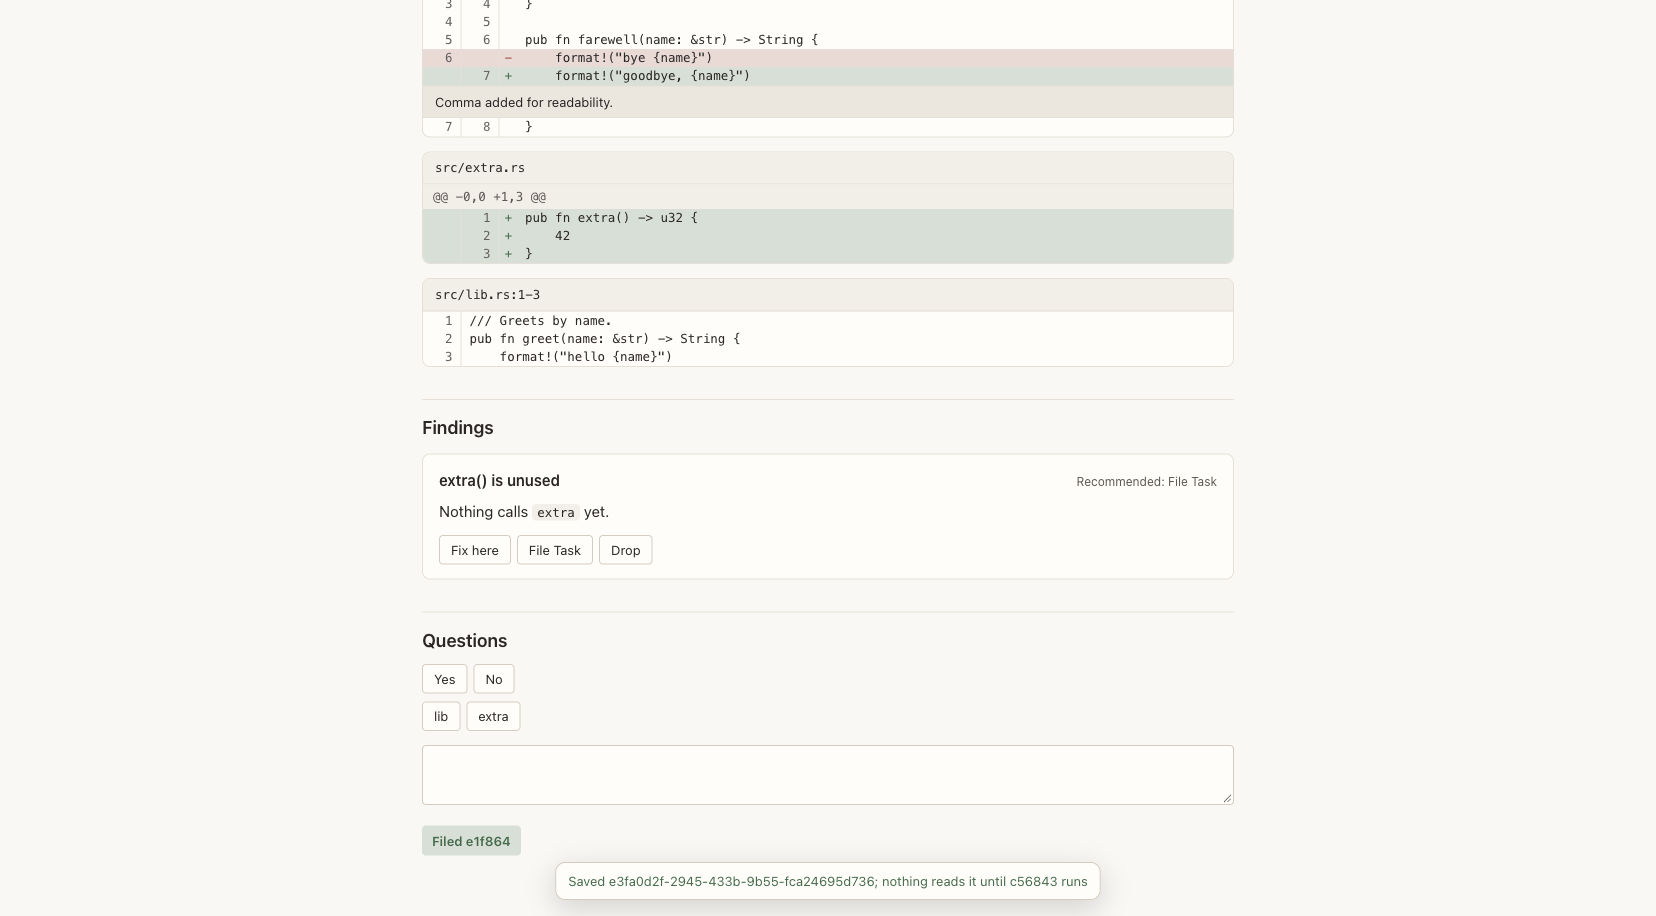 3 4 }
4 5
5 6 pub fn farewell(name: &str) -> String {
6 - format!("bye {name}")
7 + format!("goodbye, {name}")
Comma added for readability.
7 8 }
src/extra.rs
@@ -0,0 +1,3 @@
1 + pub fn extra() -> u32 {
2 + 42
3 + }
src/lib.rs:1-3
1 /// Greets by name.
2 pub fn greet(name: &str) -> String {
3 format!("hello {name}")
Findings
extra() is unused Recommended: File Task
Nothing calls extra yet.
Fix here File Task Drop
Questions
Yes No
lib extra
Filed e1f864
Saved e3fa0d2f-2945-433b-9b55-fca24695d736; nothing reads it until c56843 runs